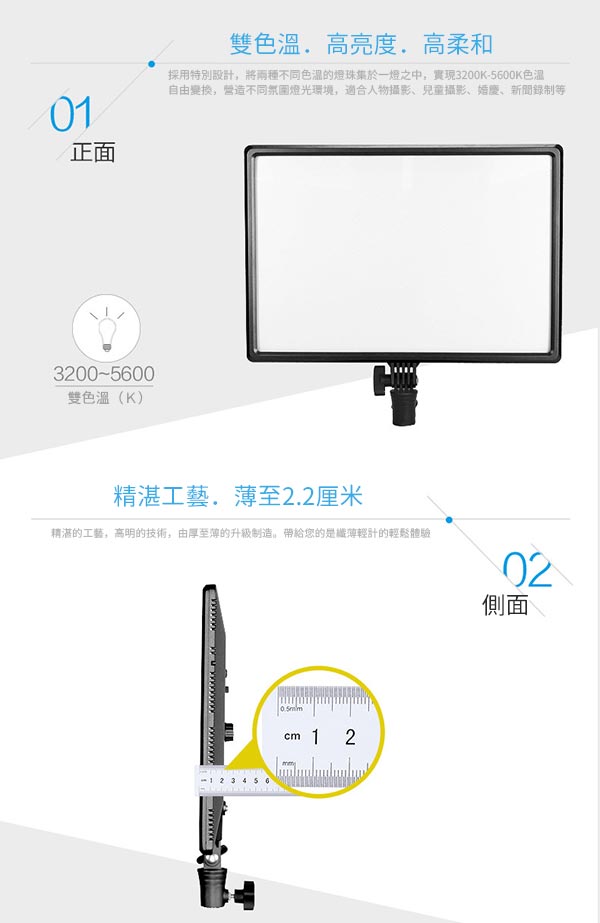 雙色溫．高亮度．高柔和
採用特別設計，將兩種不同色溫的燈珠集於一燈之中，實現3200K-5600K色溫
自由變換，營造不同氛圍燈光環境，適合人物攝影、兒童攝影、婚慶、新聞錄制等
01
正面
3200~5600
雙色溫（K）
精湛工藝．薄至2.2厘米
精湛的工藝，高明的技術，由厚至薄的升級制造。帶給您的是纖薄輕計的輕鬆體驗
02
側面
0.5mm
cm 1 2
mm
1 2 3 4 5 6